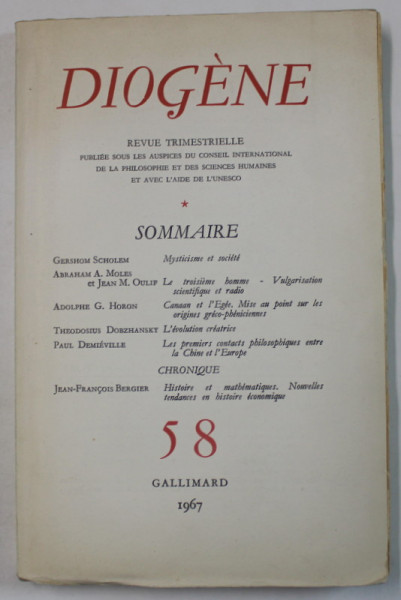 DIOGÈNE
REVUE TRIMESTRIELLE
PUBLIÉE SOUS LES AUSPICES DU CONSEIL INTERNATIONAL
DE LA PHILOSOPHIE ET DES SCIENCES HUMAINES
ET AVEC L'AIDE DE L'UNESCO
*
SOMMAIRE
GERSHOM SCHOLEM Mysticisme et société
ABRAHAM A. MOLES
et JEAN M. OULIF Le troisième homme - Vulgarisation
scientifique et radio
ADOLPHE G. HORON Canaan et l'Egée. Mise au point sur les
origines gréco-phéniciennes
THEODOSIUS DOBZHANSKY L'évolution créatrice
PAUL DEMIÉVILLE Les premiers contacts philosophiques entre
la Chine et l'Europe
CHRONIQUE
JEAN-FRANÇOIS BERGIER Histoire et mathématiques. Nouvelles
tendances en histoire économique
58
GALLIMARD
1967